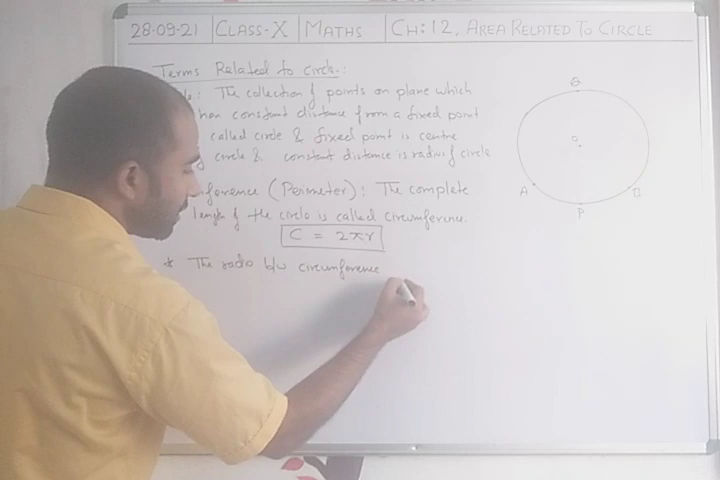 28-09-21 CLASS-X MATHS CH:12, AREA RELATED TO CIRCLE
Terms Related to circle:
le: The collection of points on plane which
constant distance from a fixed point
called circle & fixed point is centre
circle & constant distance is radius of circle
ference (Perimeter): The complete
length of the circle is called circumference.
C = 2πr
* The ratio b/w circumference
Q
O
A
B
P